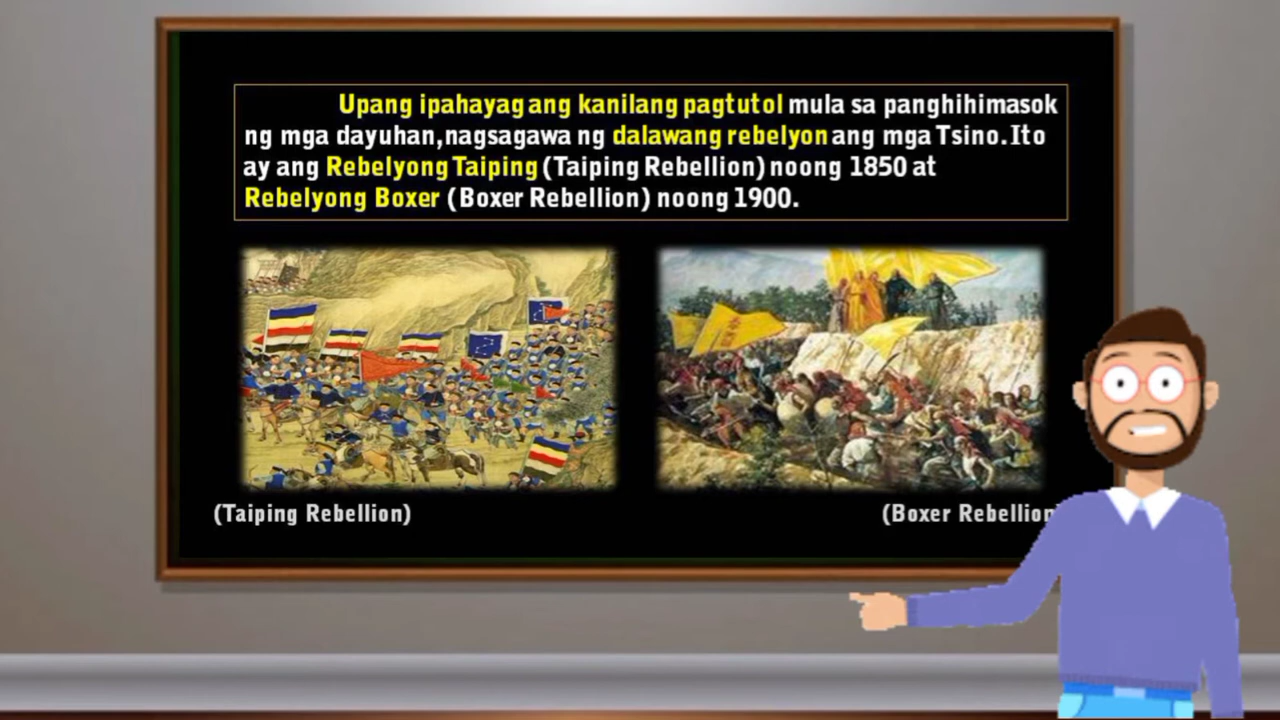 Upang ipahayag ang kanilang pagtutol mula sa panghihimasok
ng mga dayuhan,nagsagawa ng dalawang rebelyon ang mga Tsino.Ito
ay ang Rebelyong Taiping (Taiping Rebellion) noong 1850 at
Rebelyong Boxer (Boxer Rebellion) noong 1900.
(Taiping Rebellion)
(Boxer Rebellion